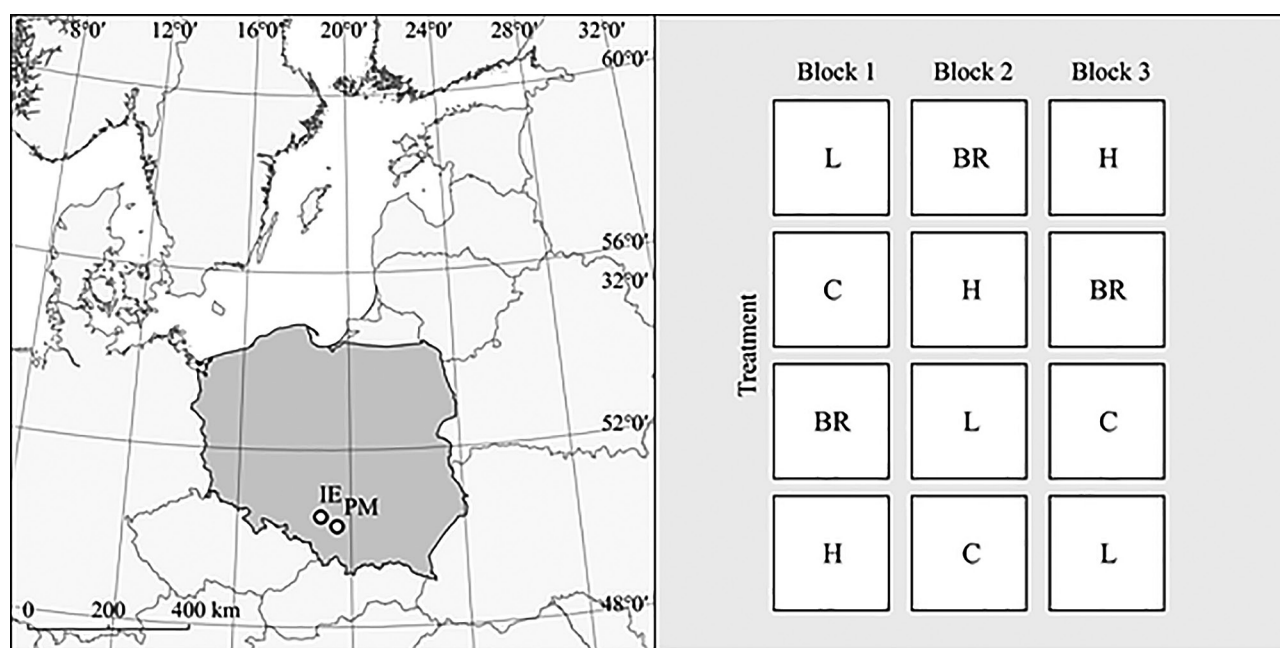 8°0' 12°0' 16°0' 20°0' 24°0' 28°0' 32°0'
60°0'
56°0'
32°0'
52°0'
48°0'
IE
PM
0 200 400 km
Block 1 Block 2 Block 3
Treatment
L BR H
C H BR
BR L C
H C L